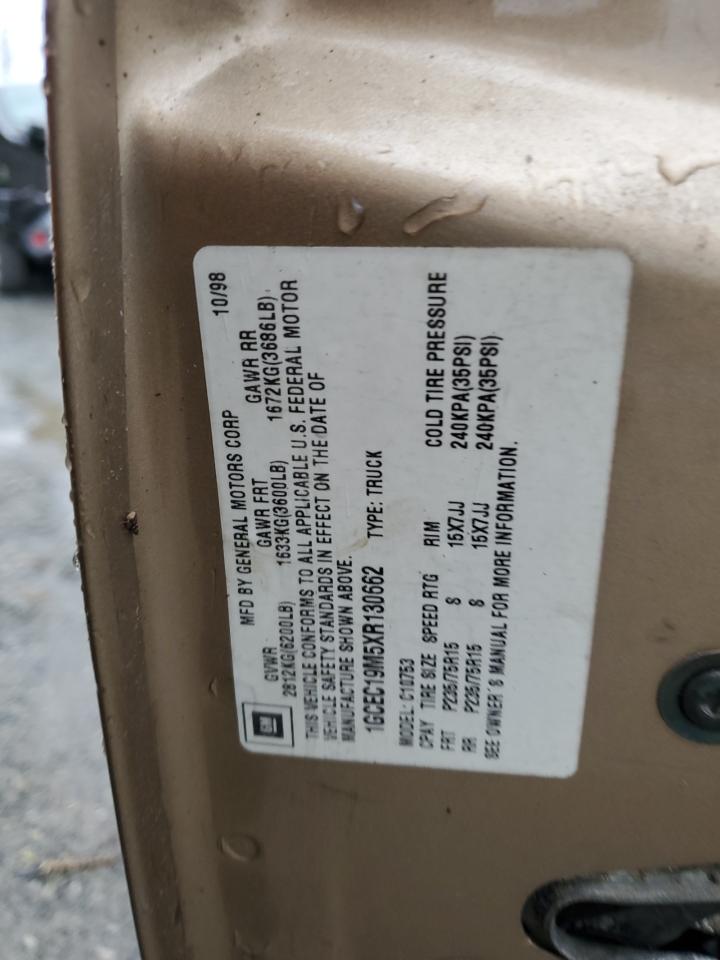 MFD BY GENERAL MOTORS CORP 10/98
GM
GVWR GAWR FRT GAWR RR
2812KG(6200LB) 1633KG(3600LB) 1672KG(3686LB)
THIS VEHICLE CONFORMS TO ALL APPLICABLE U.S. FEDERAL MOTOR
VEHICLE SAFETY STANDARDS IN EFFECT ON THE DATE OF
MANUFACTURE SHOWN ABOVE.
1GCEC19M5XR130662 TYPE: TRUCK
MODEL: C10753
CPAY TIRE SIZE SPEED RTG RIM COLD TIRE PRESSURE
FRT P235/75R15 S 15X7JJ 240KPA(35PSI)
RR P235/75R15 S 15X7JJ 240KPA(35PSI)
SEE OWNER'S MANUAL FOR MORE INFORMATION.